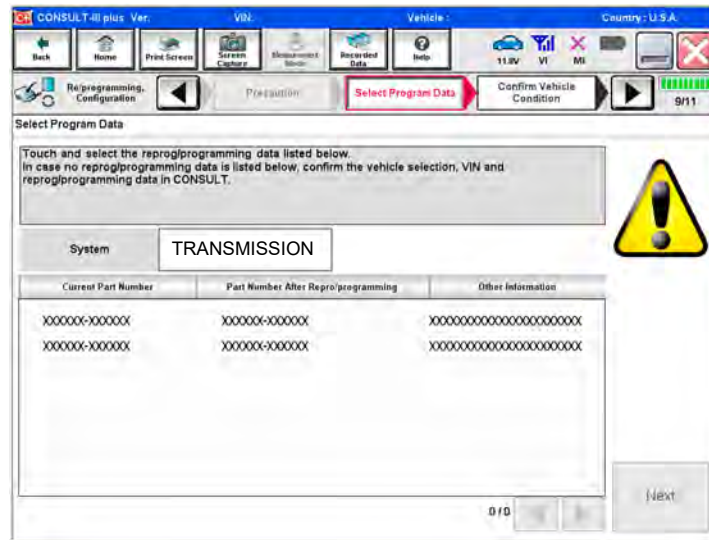 CONSULT-III plus Ver. VIN: Vehicle : Country : U.S.A.
Back Home Print Screen Screen Capture Measurement Mode Recorded Data Help 11.8V VI MI
Re/programming, Configuration Precaution Select Program Data Confirm Vehicle Condition 9/11
Select Program Data
Touch and select the reprog/programming data listed below.
In case no reprog/programming data is listed below, confirm the vehicle selection, VIN and
reprog/programming data in CONSULT.
System TRANSMISSION
Current Part Number Part Number After Repro/programming Other Information
XXXXXX-XXXXXX XXXXXX-XXXXXX XXXXXXXXXXXXXXXXXXXXXXXX
XXXXXX-XXXXXX XXXXXX-XXXXXX XXXXXXXXXXXXXXXXXXXXXXXX
0/0
Next